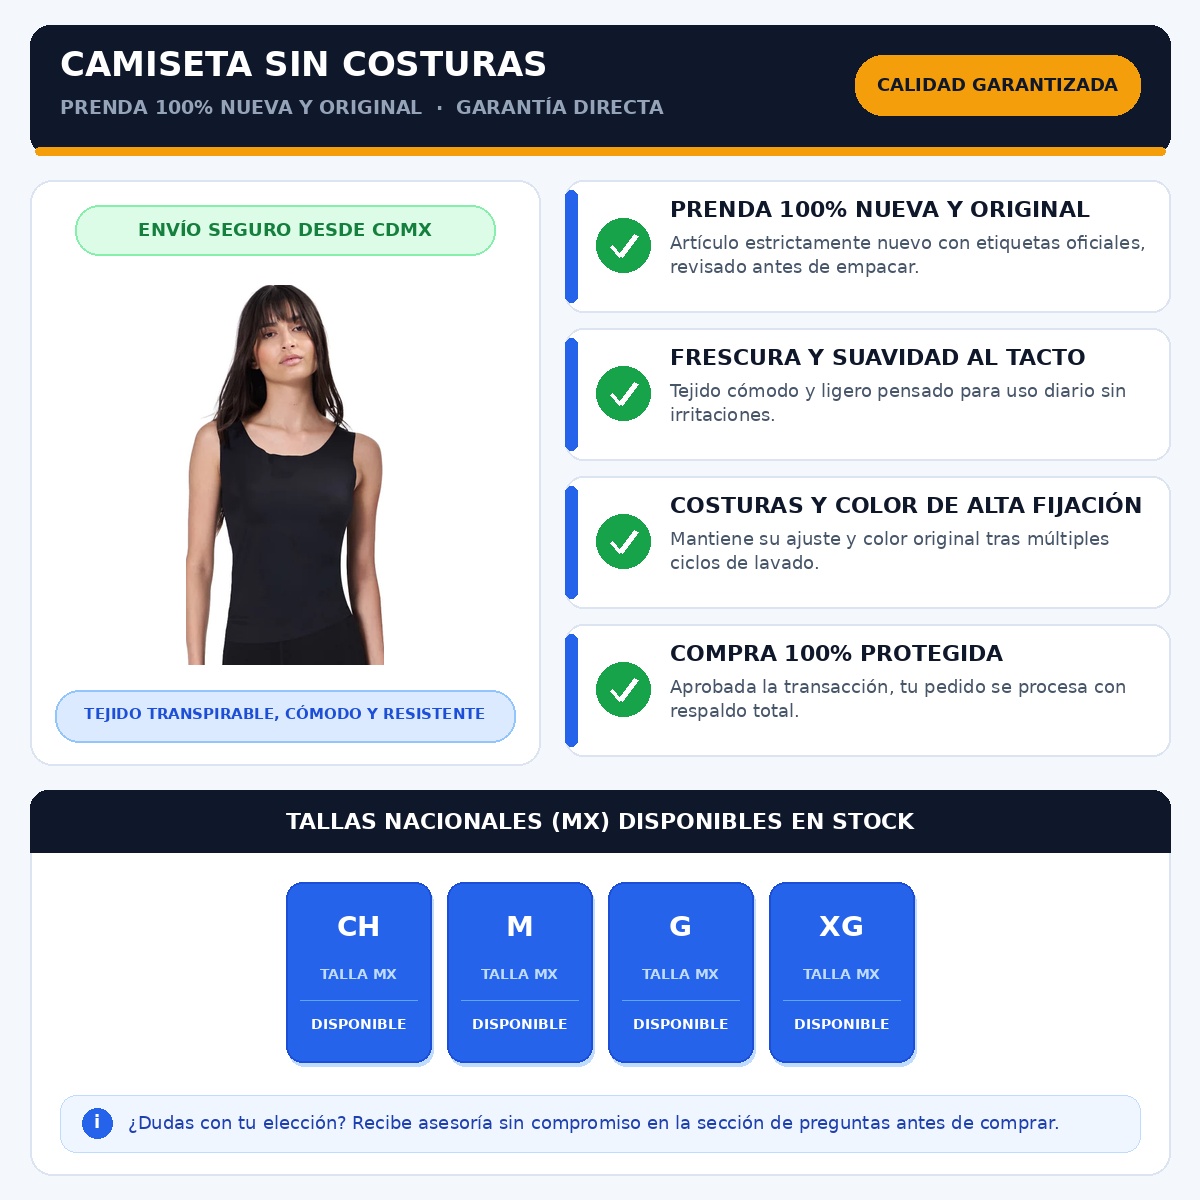 CAMISETA SIN COSTURAS
PRENDA 100% NUEVA Y ORIGINAL · GARANTÍA DIRECTA
CALIDAD GARANTIZADA
ENVÍO SEGURO DESDE CDMX
TEJIDO TRANSPIRABLE, CÓMODO Y RESISTENTE
PRENDA 100% NUEVA Y ORIGINAL
Artículo estrictamente nuevo con etiquetas oficiales,
revisado antes de empacar.
FRESCURA Y SUAVIDAD AL TACTO
Tejido cómodo y ligero pensado para uso diario sin
irritaciones.
COSTURAS Y COLOR DE ALTA FIJACIÓN
Mantiene su ajuste y color original tras múltiples
ciclos de lavado.
COMPRA 100% PROTEGIDA
Aprobada la transacción, tu pedido se procesa con
respaldo total.
TALLAS NACIONALES (MX) DISPONIBLES EN STOCK
CH
TALLA MX
DISPONIBLE
M
TALLA MX
DISPONIBLE
G
TALLA MX
DISPONIBLE
XG
TALLA MX
DISPONIBLE
i ¿Dudas con tu elección? Recibe asesoría sin compromiso en la sección de preguntas antes de comprar.